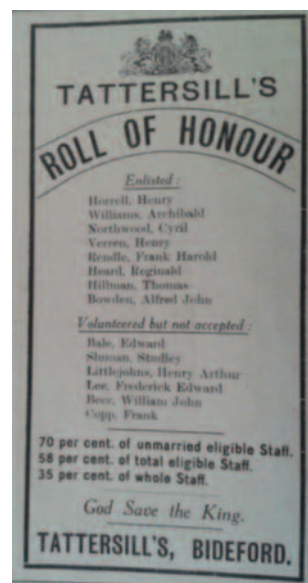 TATTERSILL'S
ROLL OF HONOUR
Enlisted :
Horrell, Henry
Williams, Archibald
Northwood, Cyril
Verren, Henry
Rendle, Frank Harold
Heard, Reginald
Hillman, Thomas
Bowden, Alfred John
Volunteered but not accepted :
Bale, Edward
Sluman, Studley
Littlejohns, Henry Arthur
Lee, Frederick Edward
Beer, William John
Copp, Frank
70 per cent. of unmarried eligible Staff.
58 per cent. of total eligible Staff.
35 per cent. of whole Staff.
God Save the King.
TATTERSILL'S, BIDEFORD.